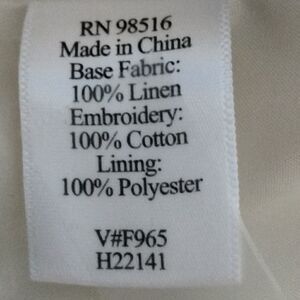 RN 98516
Made in China
Base Fabric:
100% Linen
Embroidery:
100% Cotton
Lining:
100% Polyester
V#F965
H22141